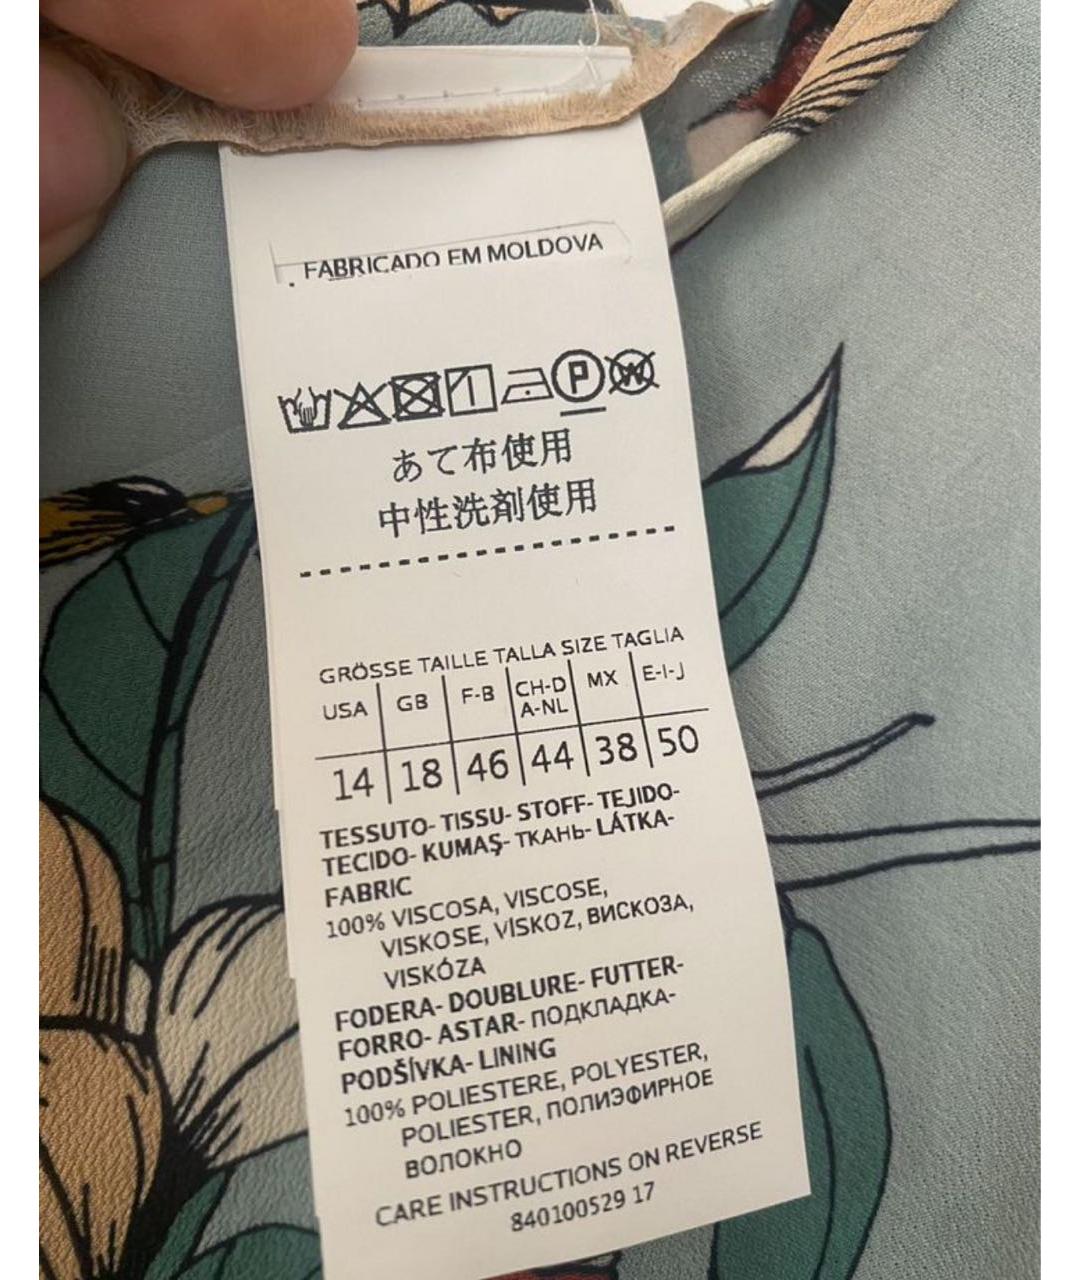 FABRICADO EM MOLDOVA
P W
あて布使用
中性洗剤使用
GRÖSSE TAILLE TALLA SIZE TAGLIA
USA GB F-B CH-D A-NL MX E-I-J
14 18 46 44 38 50
TESSUTO- TISSU- STOFF- TEJIDO-
TECIDO- KUMAŞ- ТКАНЬ- LÁTKA-
FABRIC
100% VISCOSA, VISCOSE,
VISKOSE, VİSKOZ, ВИСКОЗА,
VISKÓZA
FODERA- DOUBLURE- FUTTER-
FORRO- ASTAR- ПОДКЛАДКА-
PODŠÍVKA- LINING
100% POLIESTERE, POLYESTER,
POLIESTER, ПОЛИЭФИРНОЕ
ВОЛОКНО
CARE INSTRUCTIONS ON REVERSE
840100529 17